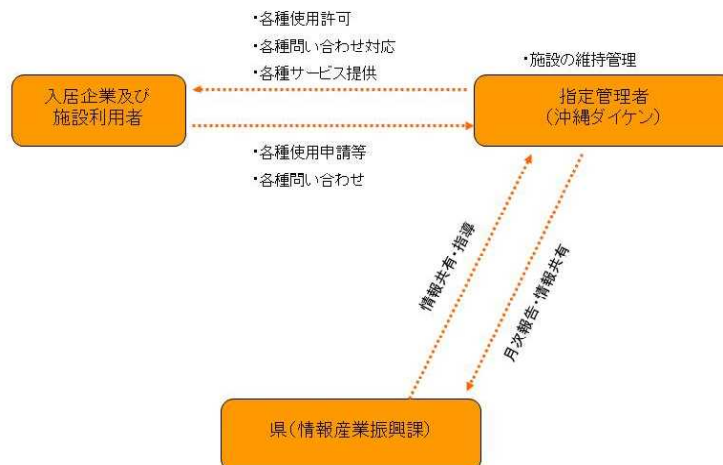 ・各種使用許可
・各種問い合わせ対応
・各種サービス提供
・施設の維持管理
入居企業及び
施設利用者
指定管理者
(沖縄ダイケン)
・各種使用申請等
・各種問い合わせ
情報共有・指導
月次報告・情報共有
県(情報産業振興課)